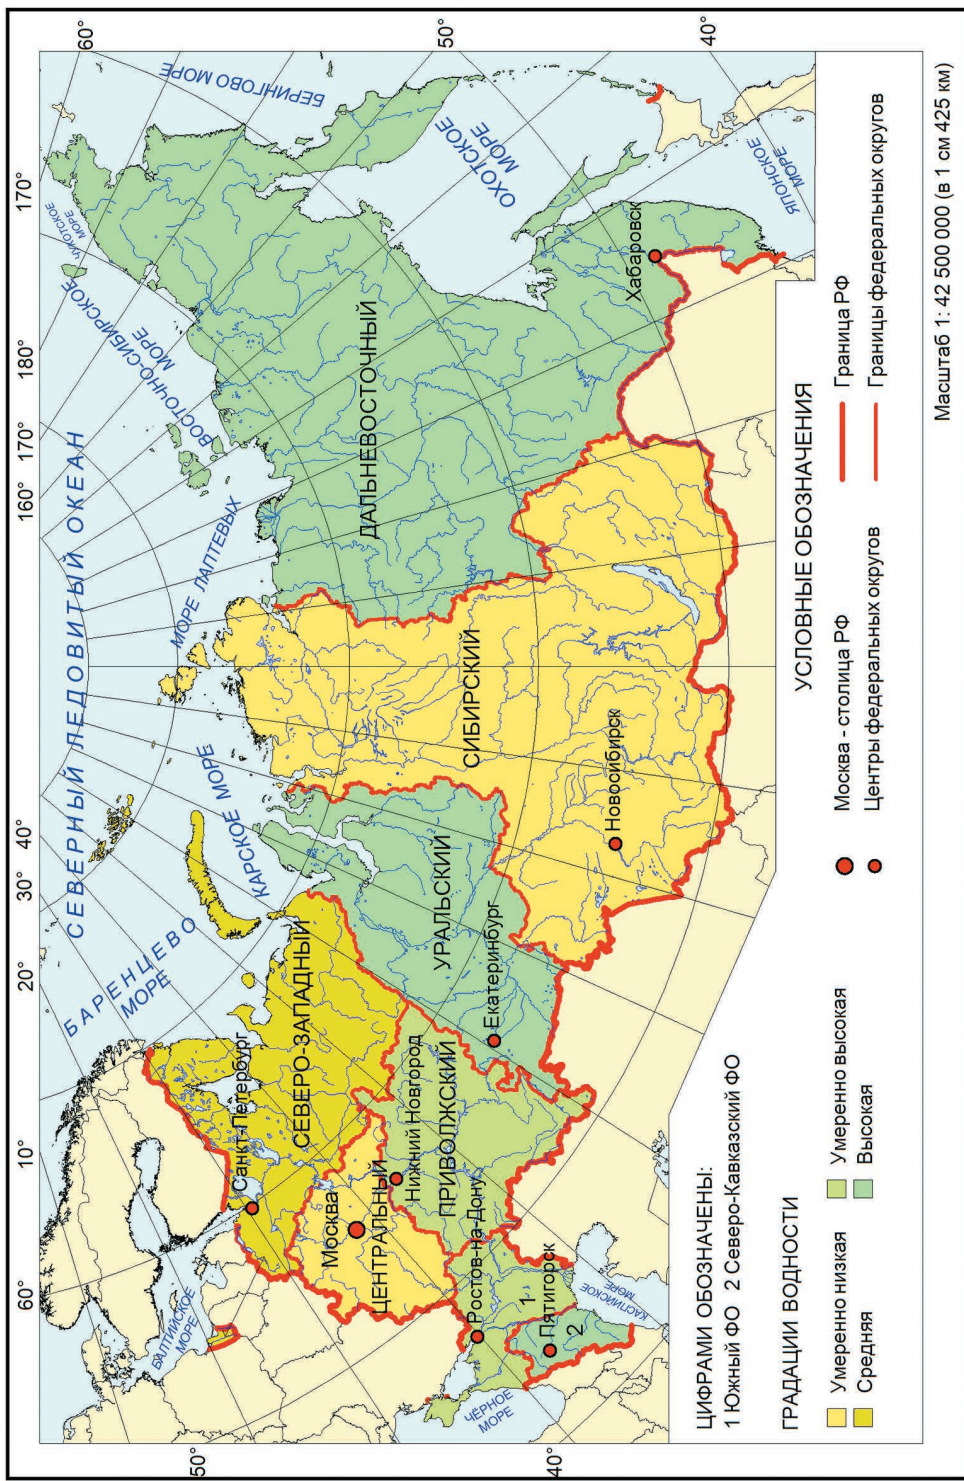 СЕВЕРНЫЙ ЛЕДОВИТЫЙ ОКЕАН
60°
10°
20°
30°
40°
160°
170°
180°
170°
60°
50°
40°
50°
40°
БАРЕНЦЕВО
МОРЕ
КАРСКОЕ МОРЕ
МОРЕ ЛАПТЕВЫХ
ВОСТОЧНО-СИБИРСКОЕ
МОРЕ
ЧУКОТСКОЕ
МОРЕ
БЕРИНГОВО МОРЕ
ОХОТСКОЕ
МОРЕ
ЯПОНСКОЕ
МОРЕ
БАЛТИЙСКОЕ
МОРЕ
ЧЁРНОЕ
МОРЕ
КАСПИЙСКОЕ
МОРЕ
Санкт-Петербург
СЕВЕРО-ЗАПАДНЫЙ
Москва
ЦЕНТРАЛЬНЫЙ
Нижний Новгород
ПРИВОЛЖСКИЙ
Ростов-на-Дону
1
Пятигорск
2
УРАЛЬСКИЙ
Екатеринбург
СИБИРСКИЙ
Новосибирск
ДАЛЬНЕВОСТОЧНЫЙ
Хабаровск
ЦИФРАМИ ОБОЗНАЧЕНЫ:
1 Южный ФО 2 Северо-Кавказский ФО
ГРАДАЦИИ ВОДНОСТИ
Умеренно низкая
Средняя
Умеренно высокая
Высокая
УСЛОВНЫЕ ОБОЗНАЧЕНИЯ
Москва - столица РФ
Центры федеральных округов
Граница РФ
Границы федеральных округов
Масштаб 1: 42 500 000 (в 1 см 425 км)